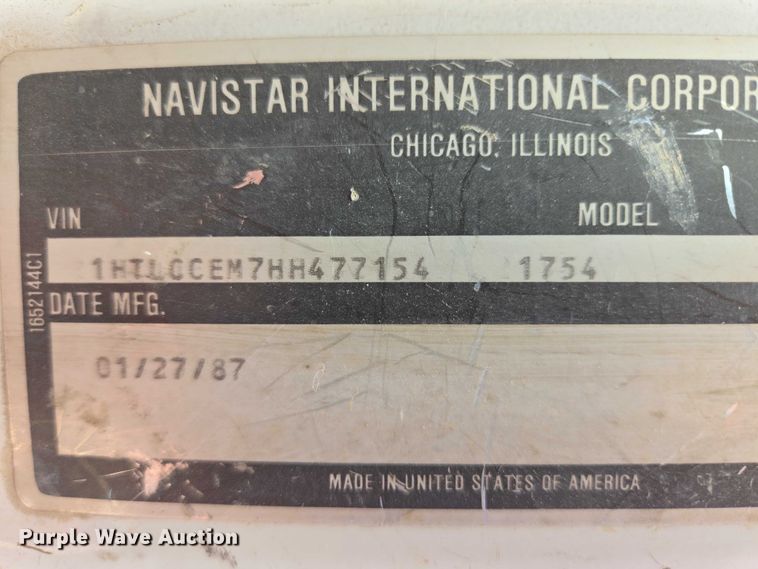 NAVISTAR INTERNATIONAL CORPOR
CHICAGO, ILLINOIS
VIN MODEL
1HTLCCEM7HH477154 1754
1652144C1
DATE MFG.
01/27/87
MADE IN UNITED STATES OF AMERICA
Purple Wave Auction